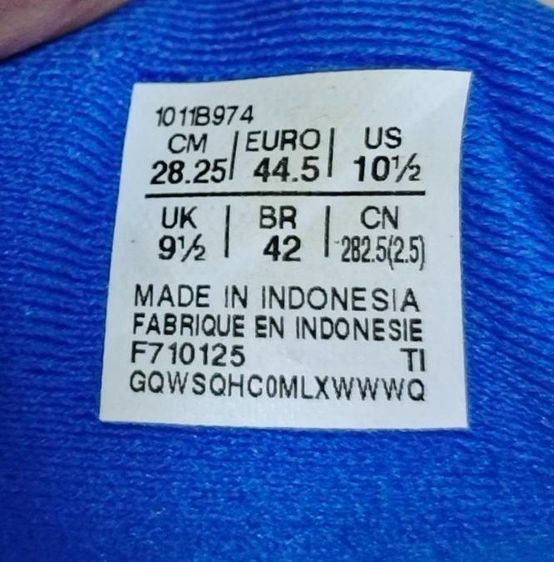 1011B974
CM | EURO | US
28.25 | 44.5 | 10½
UK | BR | CN
9½ | 42 | 282.5(2.5)
MADE IN INDONESIA
FABRIQUE EN INDONESIE
F710125 TI
GQWSQHC0MLXWWWQ